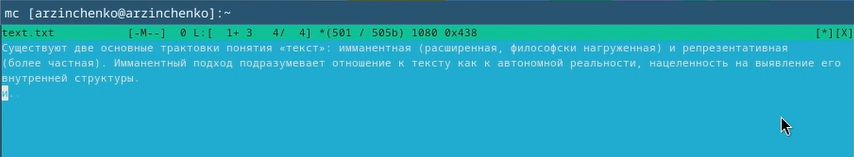 mc [arzinchenko@arzinchenko]:~
text.txt [-M--] 0 L:[ 1+ 3 4/ 4] *(501 / 505b) 1080 0x438 [*][X]
Существуют две основные трактовки понятия «текст»: имманентная (расширенная, философски нагруженная) и репрезентативная
(более частная). Имманентный подход подразумевает отношение к тексту как к автономной реальности, нацеленность на выявление его
внутренней структуры.
и..